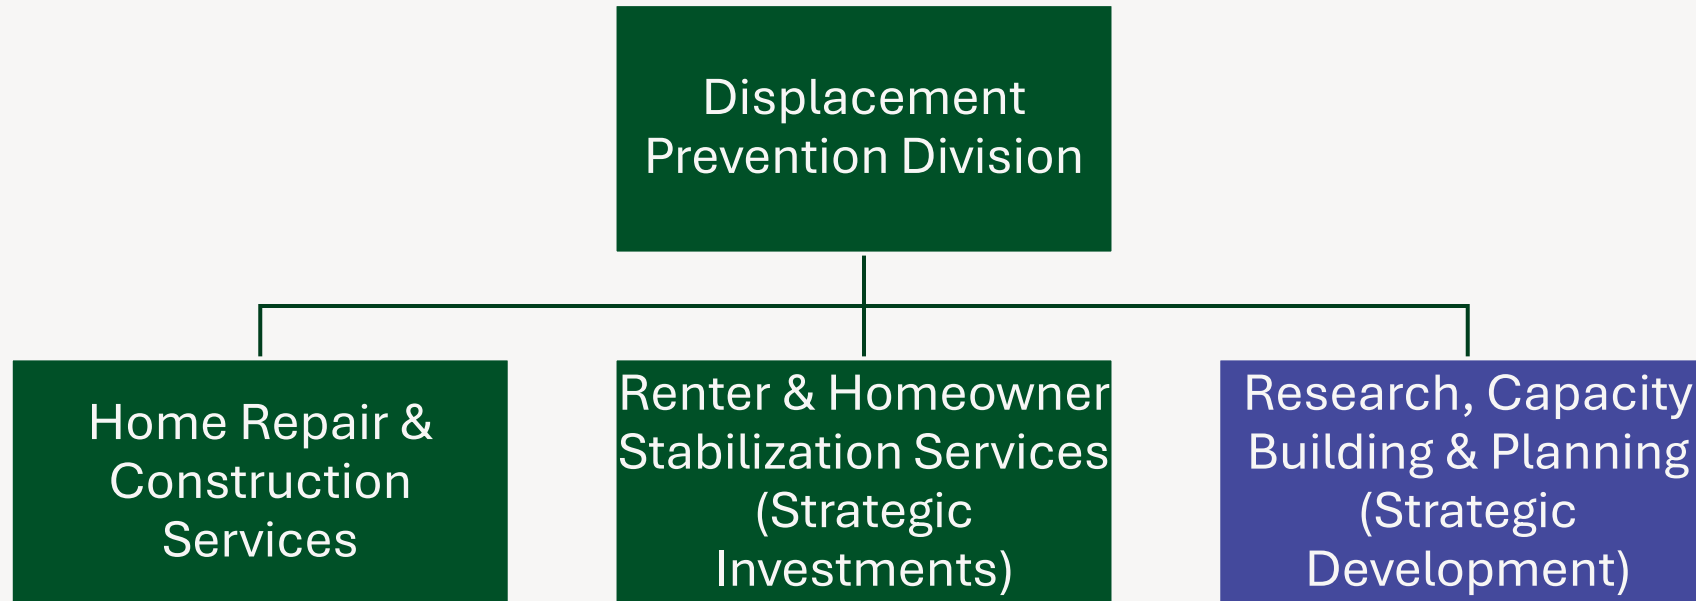 Displacement
Prevention Division
Home Repair &
Construction
Services
Renter & Homeowner
Stabilization Services
(Strategic
Investments)
Research, Capacity
Building & Planning
(Strategic
Development)